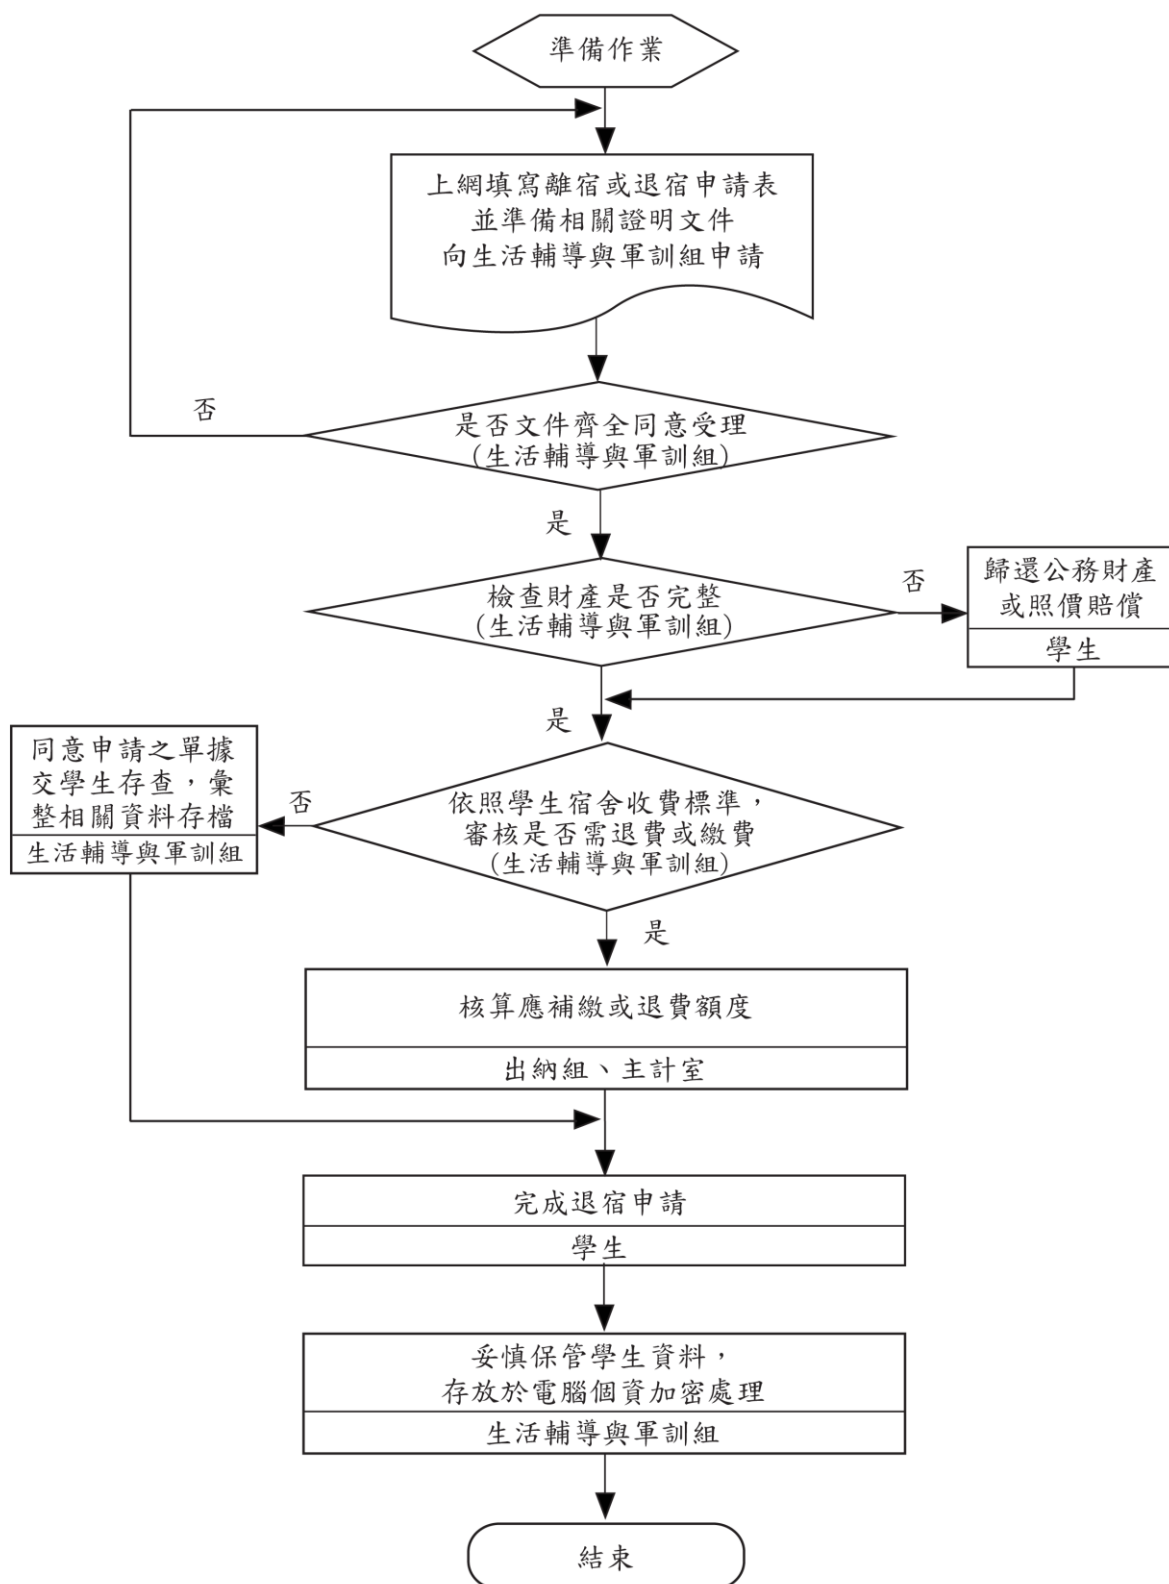 準備作業
上網填寫離宿或退宿申請表
並準備相關證明文件
向生活輔導與軍訓組申請
否
是否文件齊全同意受理
(生活輔導與軍訓組)
是
檢查財產是否完整
(生活輔導與軍訓組)
否
歸還公務財產
或照價賠償
學生
是
同意申請之單據
交學生存查，彙
整相關資料存檔
生活輔導與軍訓組
否
依照學生宿舍收費標準，
審核是否需退費或繳費
(生活輔導與軍訓組)
是
核算應補繳或退費額度
出納組、主計室
完成退宿申請
學生
妥慎保管學生資料，
存放於電腦個資加密處理
生活輔導與軍訓組
結束